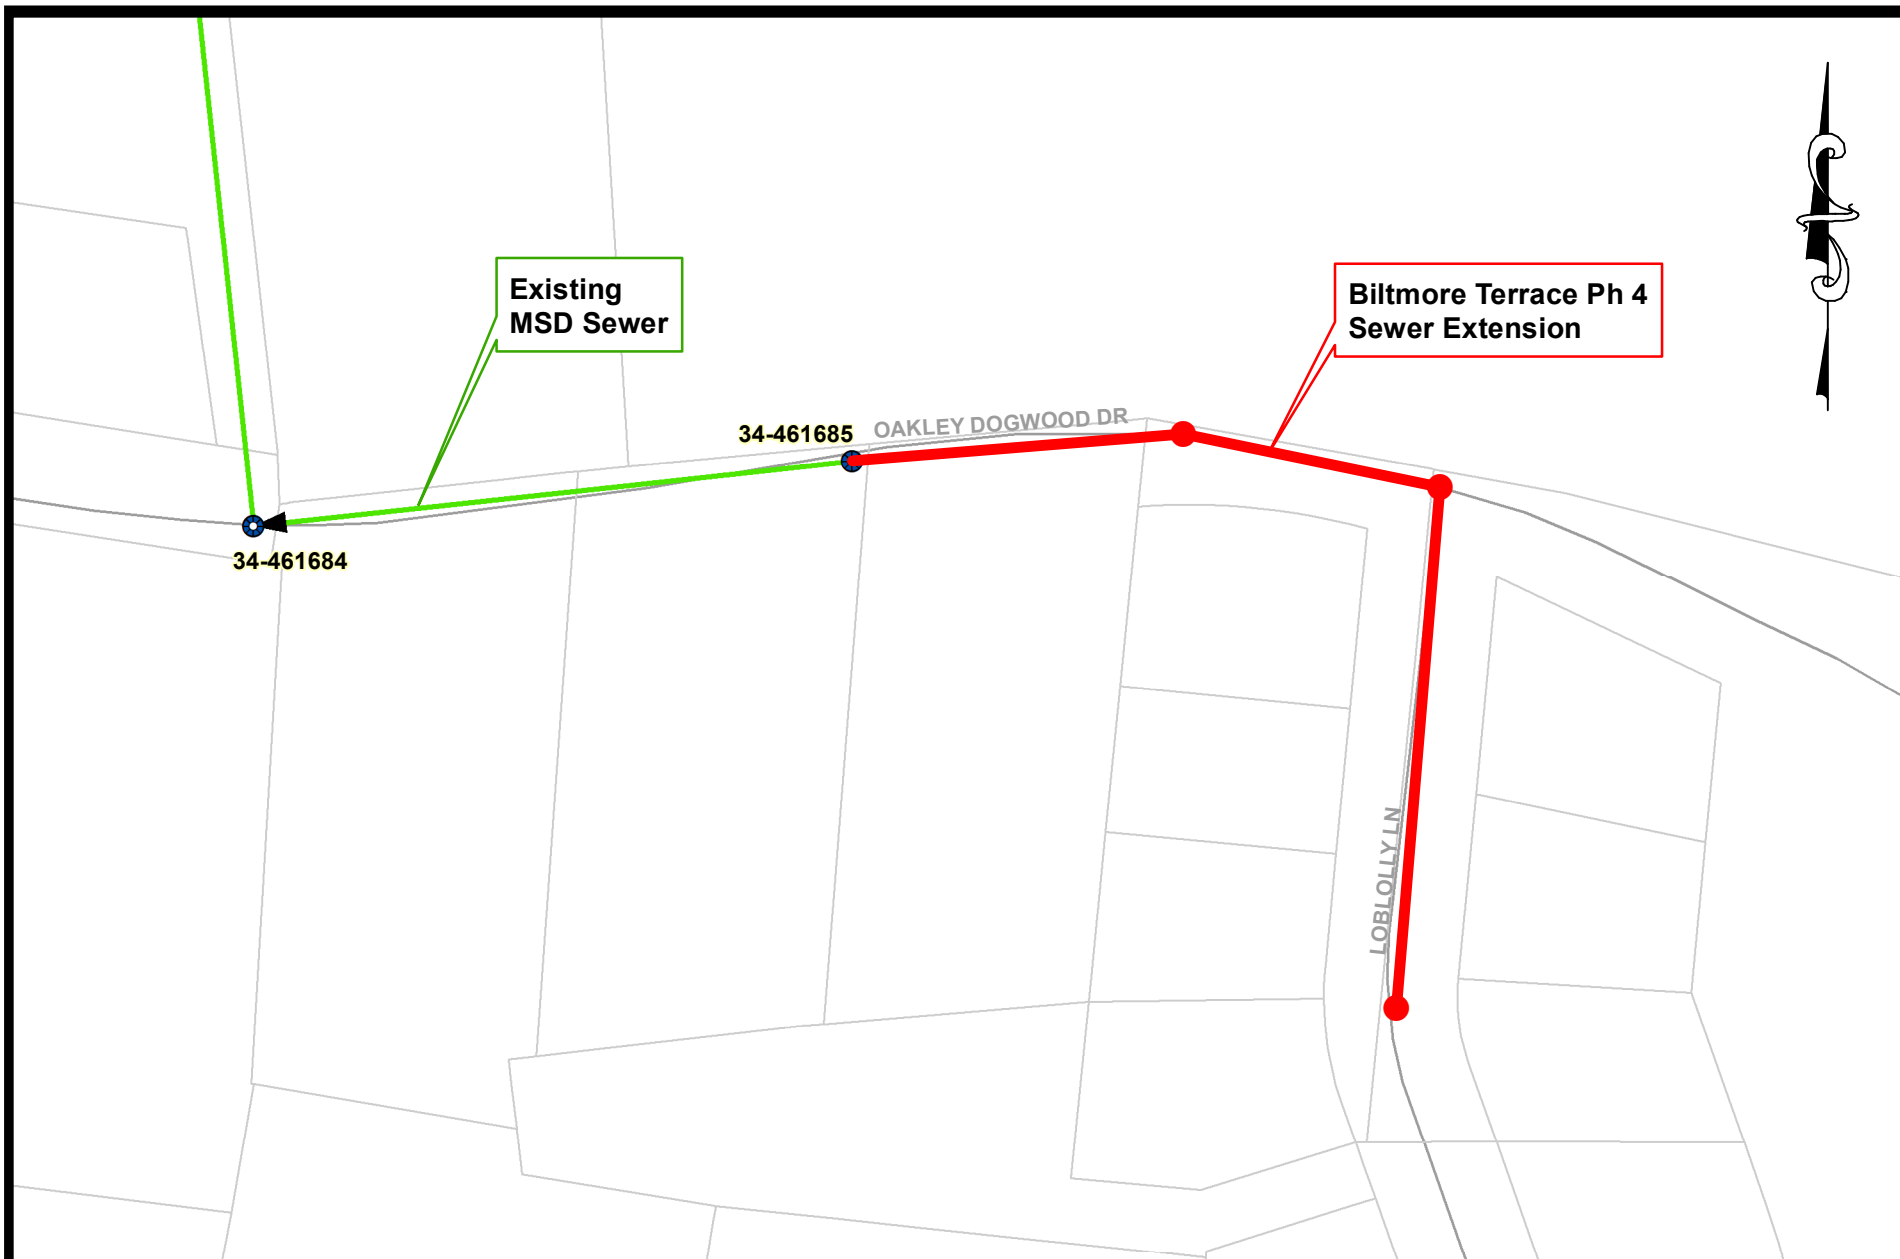 Existing
MSD Sewer
Biltmore Terrace Ph 4
Sewer Extension
34-461685
OAKLEY DOGWOOD DR
34-461684
LOBLOLLY LN